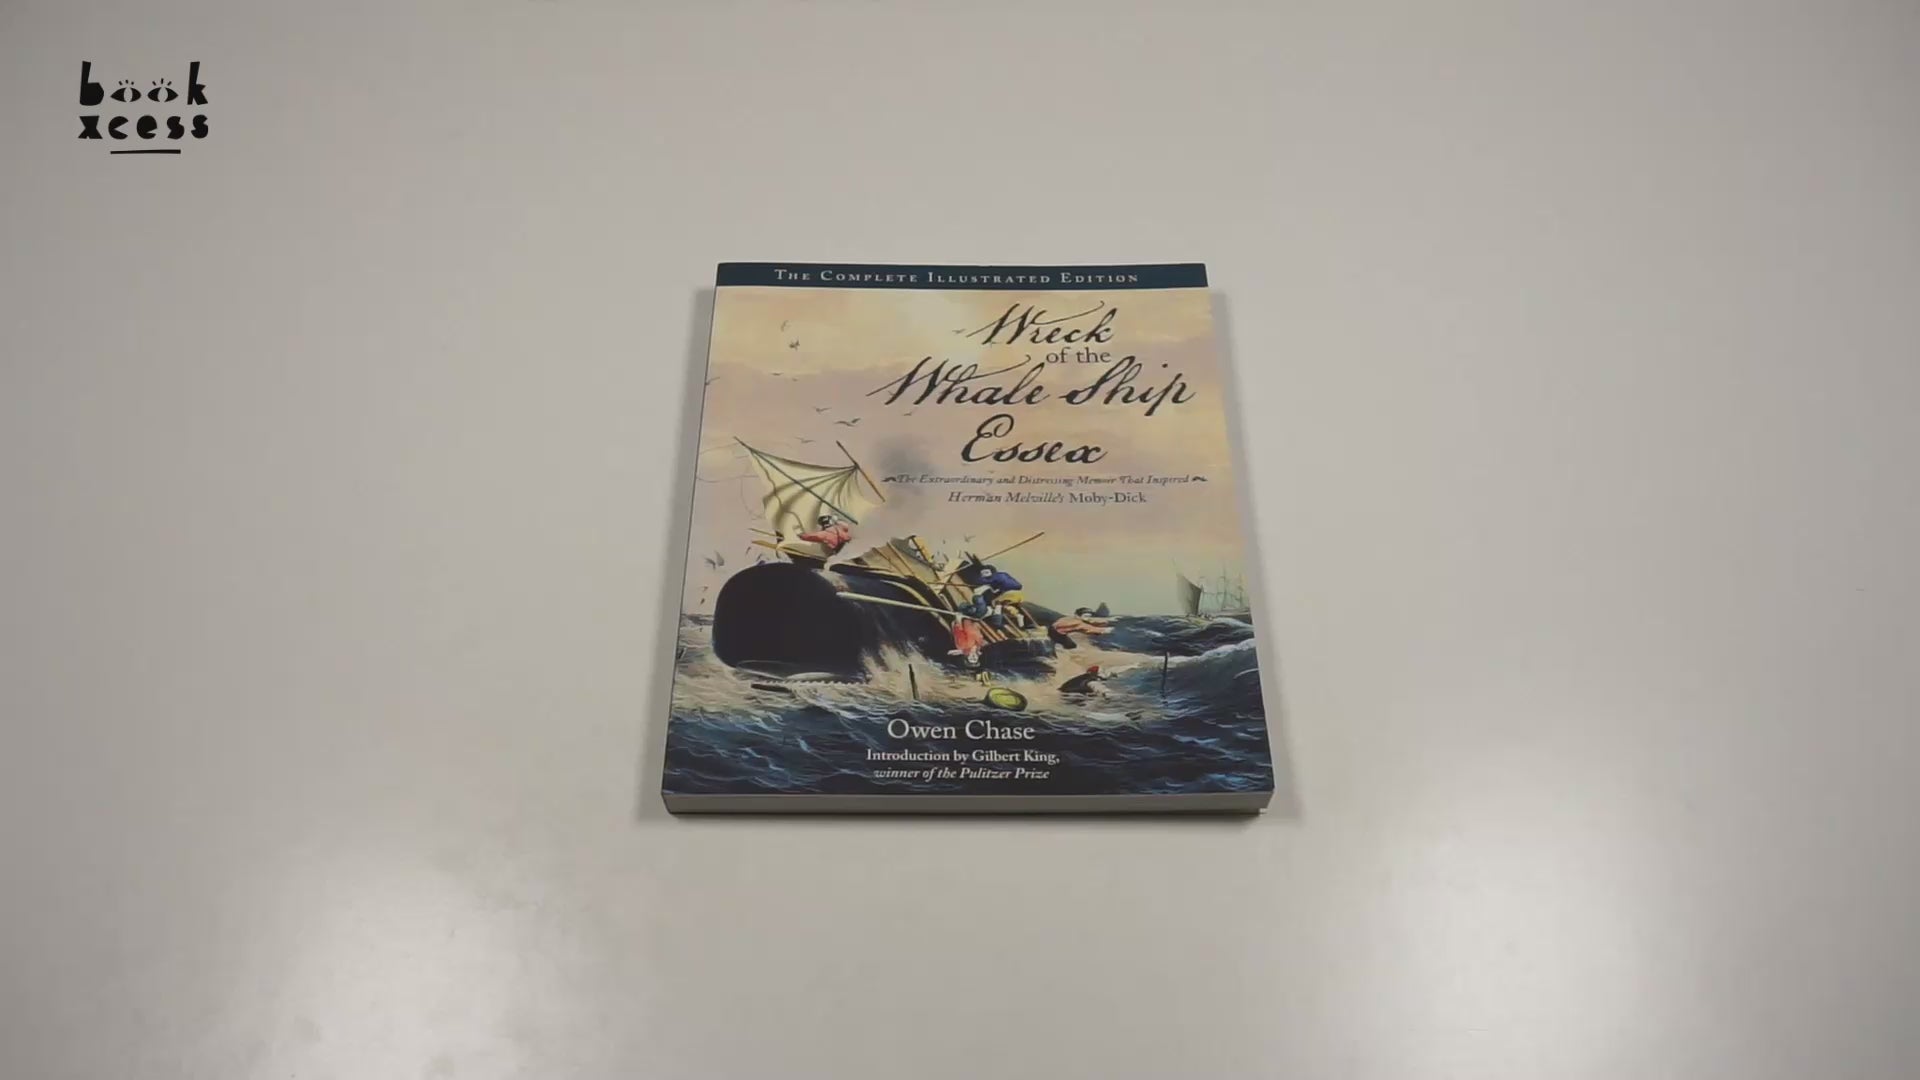 book
xcess
The Complete Illustrated Edition
Wreck
of the
Whale Ship
Essex
The Extraordinary and Distressing Memoir That Inspired
Herman Melville's Moby-Dick
Owen Chase
Introduction by Gilbert King,
winner of the Pulitzer Prize